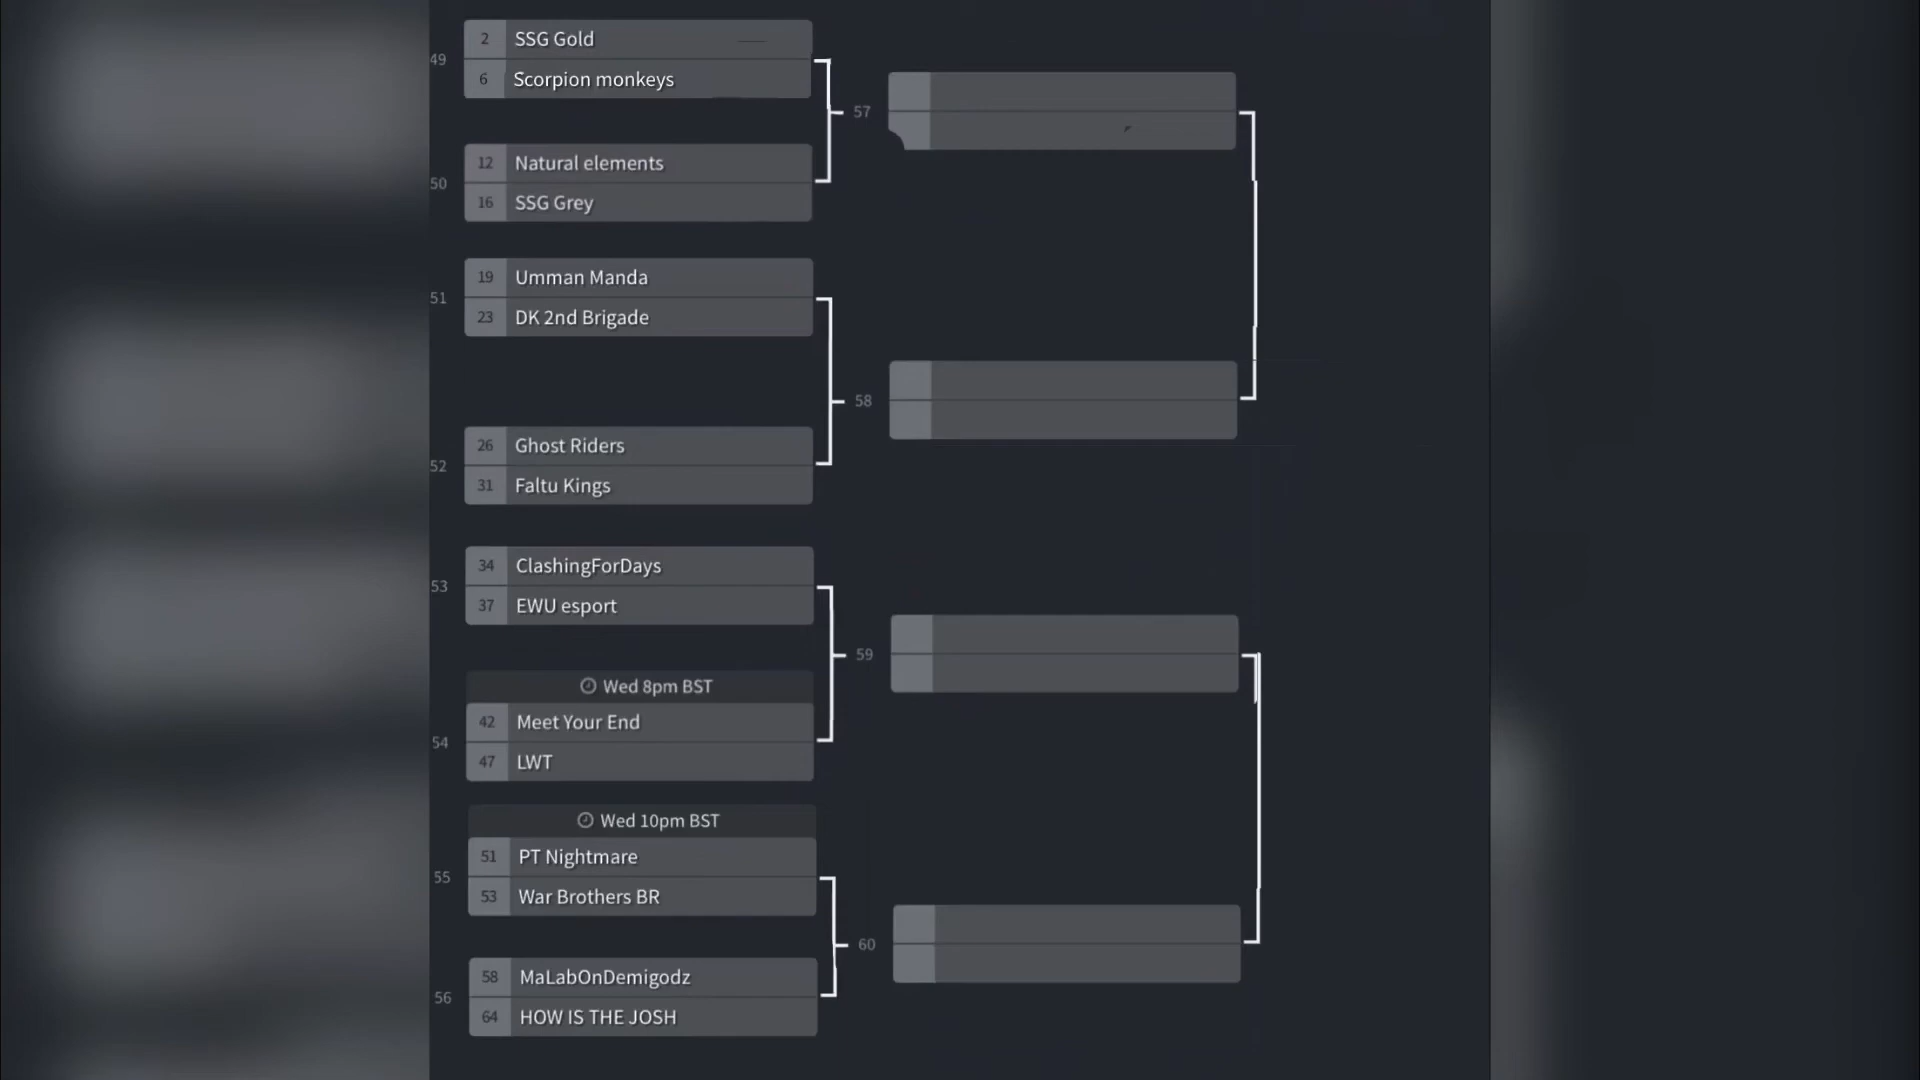 49
2 SSG Gold
6 Scorpion monkeys
50
12 Natural elements
16 SSG Grey
57
51
19 Umman Manda
23 DK 2nd Brigade
52
26 Ghost Riders
31 Faltu Kings
58
53
34 ClashingForDays
37 EWU esport
Wed 8pm BST
54
42 Meet Your End
47 LWT
59
Wed 10pm BST
55
51 PT Nightmare
53 War Brothers BR
56
58 MaLabOnDemigodz
64 HOW IS THE JOSH
60